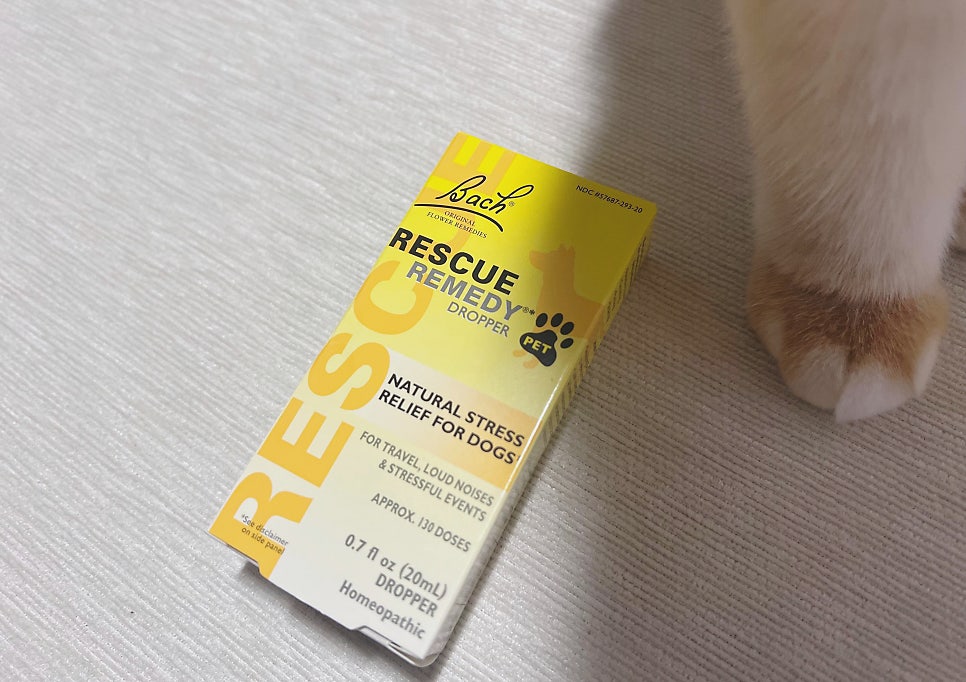 Bach®
ORIGINAL
FLOWER REMEDIES
NDC #57687-293-20
RESCUE
RESCUE
REMEDY®*
DROPPER
PET
NATURAL STRESS
RELIEF FOR DOGS
FOR TRAVEL, LOUD NOISES
& STRESSFUL EVENTS
APPROX. 130 DOSES
*See disclaimer
on side panel
0.7 fl oz (20mL)
DROPPER
Homeopathic